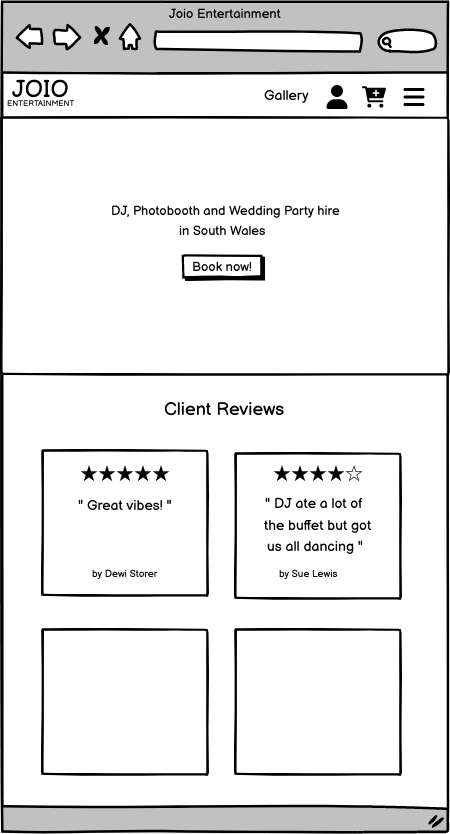 Joio Entertainment
JOIO
ENTERTAINMENT
Gallery
DJ, Photobooth and Wedding Party hire
in South Wales
Book now!
Client Reviews
★★★★★
" Great vibes! "
by Dewi Storer
★★★★☆
" DJ ate a lot of
the buffet but got
us all dancing "
by Sue Lewis